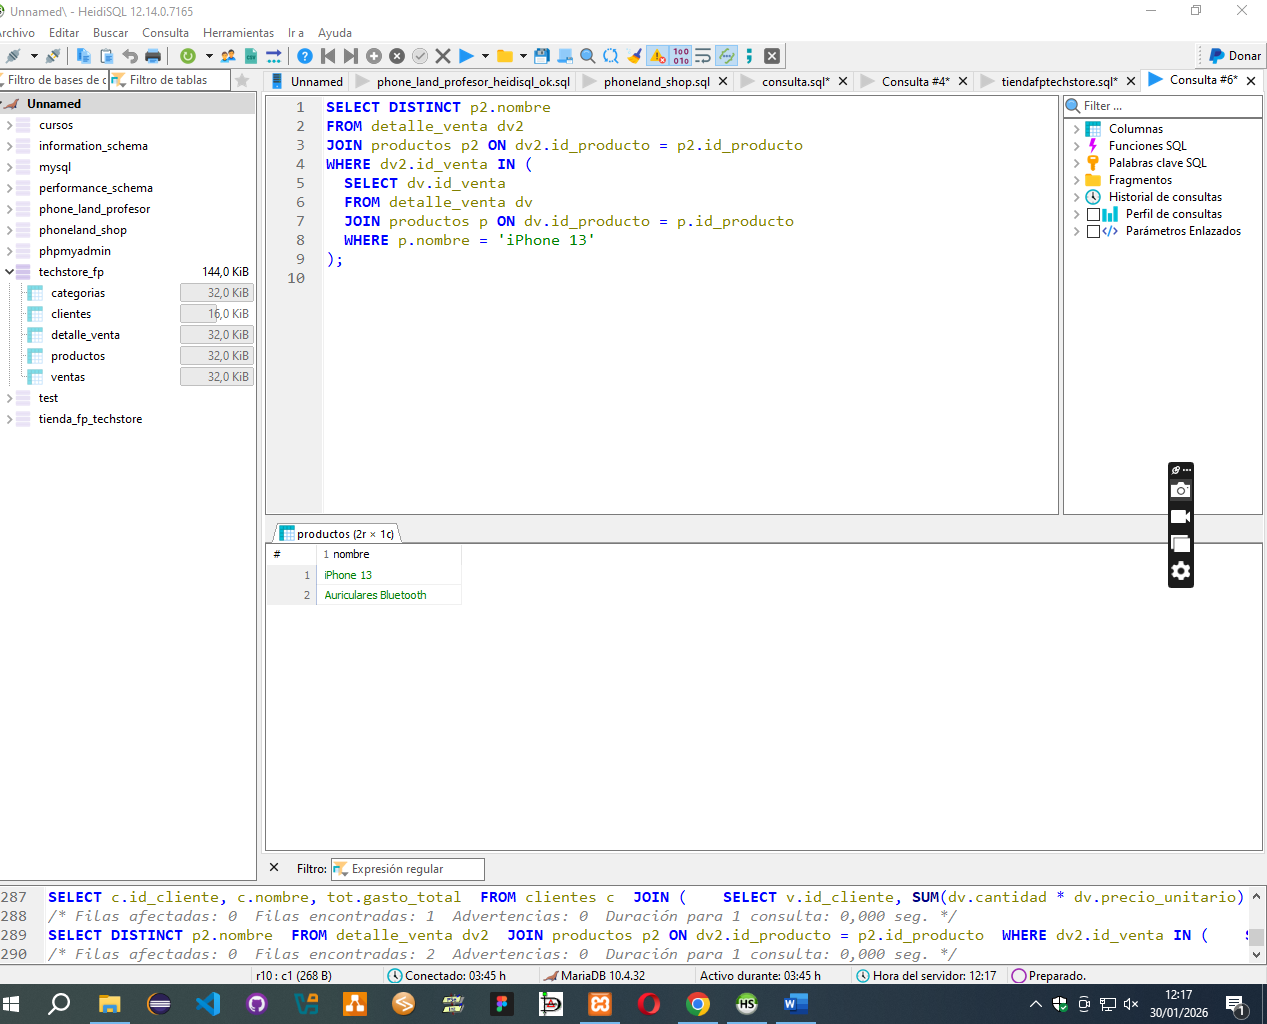 Unnamed\ - HeidiSQL 12.14.0.7165
rchivo Editar Buscar Consulta Herramientas Ir a Ayuda
Donar
Filtro de bases de d Filtro de tablas
Unnamed phone_land_profesor_heidisql_ok.sql phoneland_shop.sql consulta.sql* Consulta #4* tiendafptechstore.sql* Consulta #6*
Unnamed
cursos
information_schema
mysql
performance_schema
phone_land_profesor
phoneland_shop
phpmyadmin
techstore_fp 144,0 KiB
categorias 32,0 KiB
clientes 16,0 KiB
detalle_venta 32,0 KiB
productos 32,0 KiB
ventas 32,0 KiB
test
tienda_fp_techstore
1 SELECT DISTINCT p2.nombre
2 FROM detalle_venta dv2
3 JOIN productos p2 ON dv2.id_producto = p2.id_producto
4 WHERE dv2.id_venta IN (
5 SELECT dv.id_venta
6 FROM detalle_venta dv
7 JOIN productos p ON dv.id_producto = p.id_producto
8 WHERE p.nombre = 'iPhone 13'
9 );
10
Filter ...
Columnas
Funciones SQL
Palabras clave SQL
Fragmentos
Historial de consultas
Perfil de consultas
Parámetros Enlazados
productos (2r × 1c)
# 1 nombre
1 iPhone 13
2 Auriculares Bluetooth
Filtro: Expresión regular
287 SELECT c.id_cliente, c.nombre, tot.gasto_total FROM clientes c JOIN ( SELECT v.id_cliente, SUM(dv.cantidad * dv.precio_unitario)
288 /* Filas afectadas: 0 Filas encontradas: 1 Advertencias: 0 Duración para 1 consulta: 0,000 seg. */
289 SELECT DISTINCT p2.nombre FROM detalle_venta dv2 JOIN productos p2 ON dv2.id_producto = p2.id_producto WHERE dv2.id_venta IN (
290 /* Filas afectadas: 0 Filas encontradas: 2 Advertencias: 0 Duración para 1 consulta: 0,000 seg. */
r10 : c1 (268 B) Conectado: 03:45 h MariaDB 10.4.32 Activo durante: 03:45 h Hora del servidor: 12:17 Preparado.
HS
12:17
30/01/2026
1